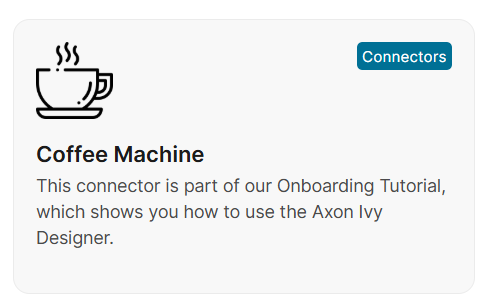 Connectors
Coffee Machine
This connector is part of our Onboarding Tutorial,
which shows you how to use the Axon Ivy
Designer.